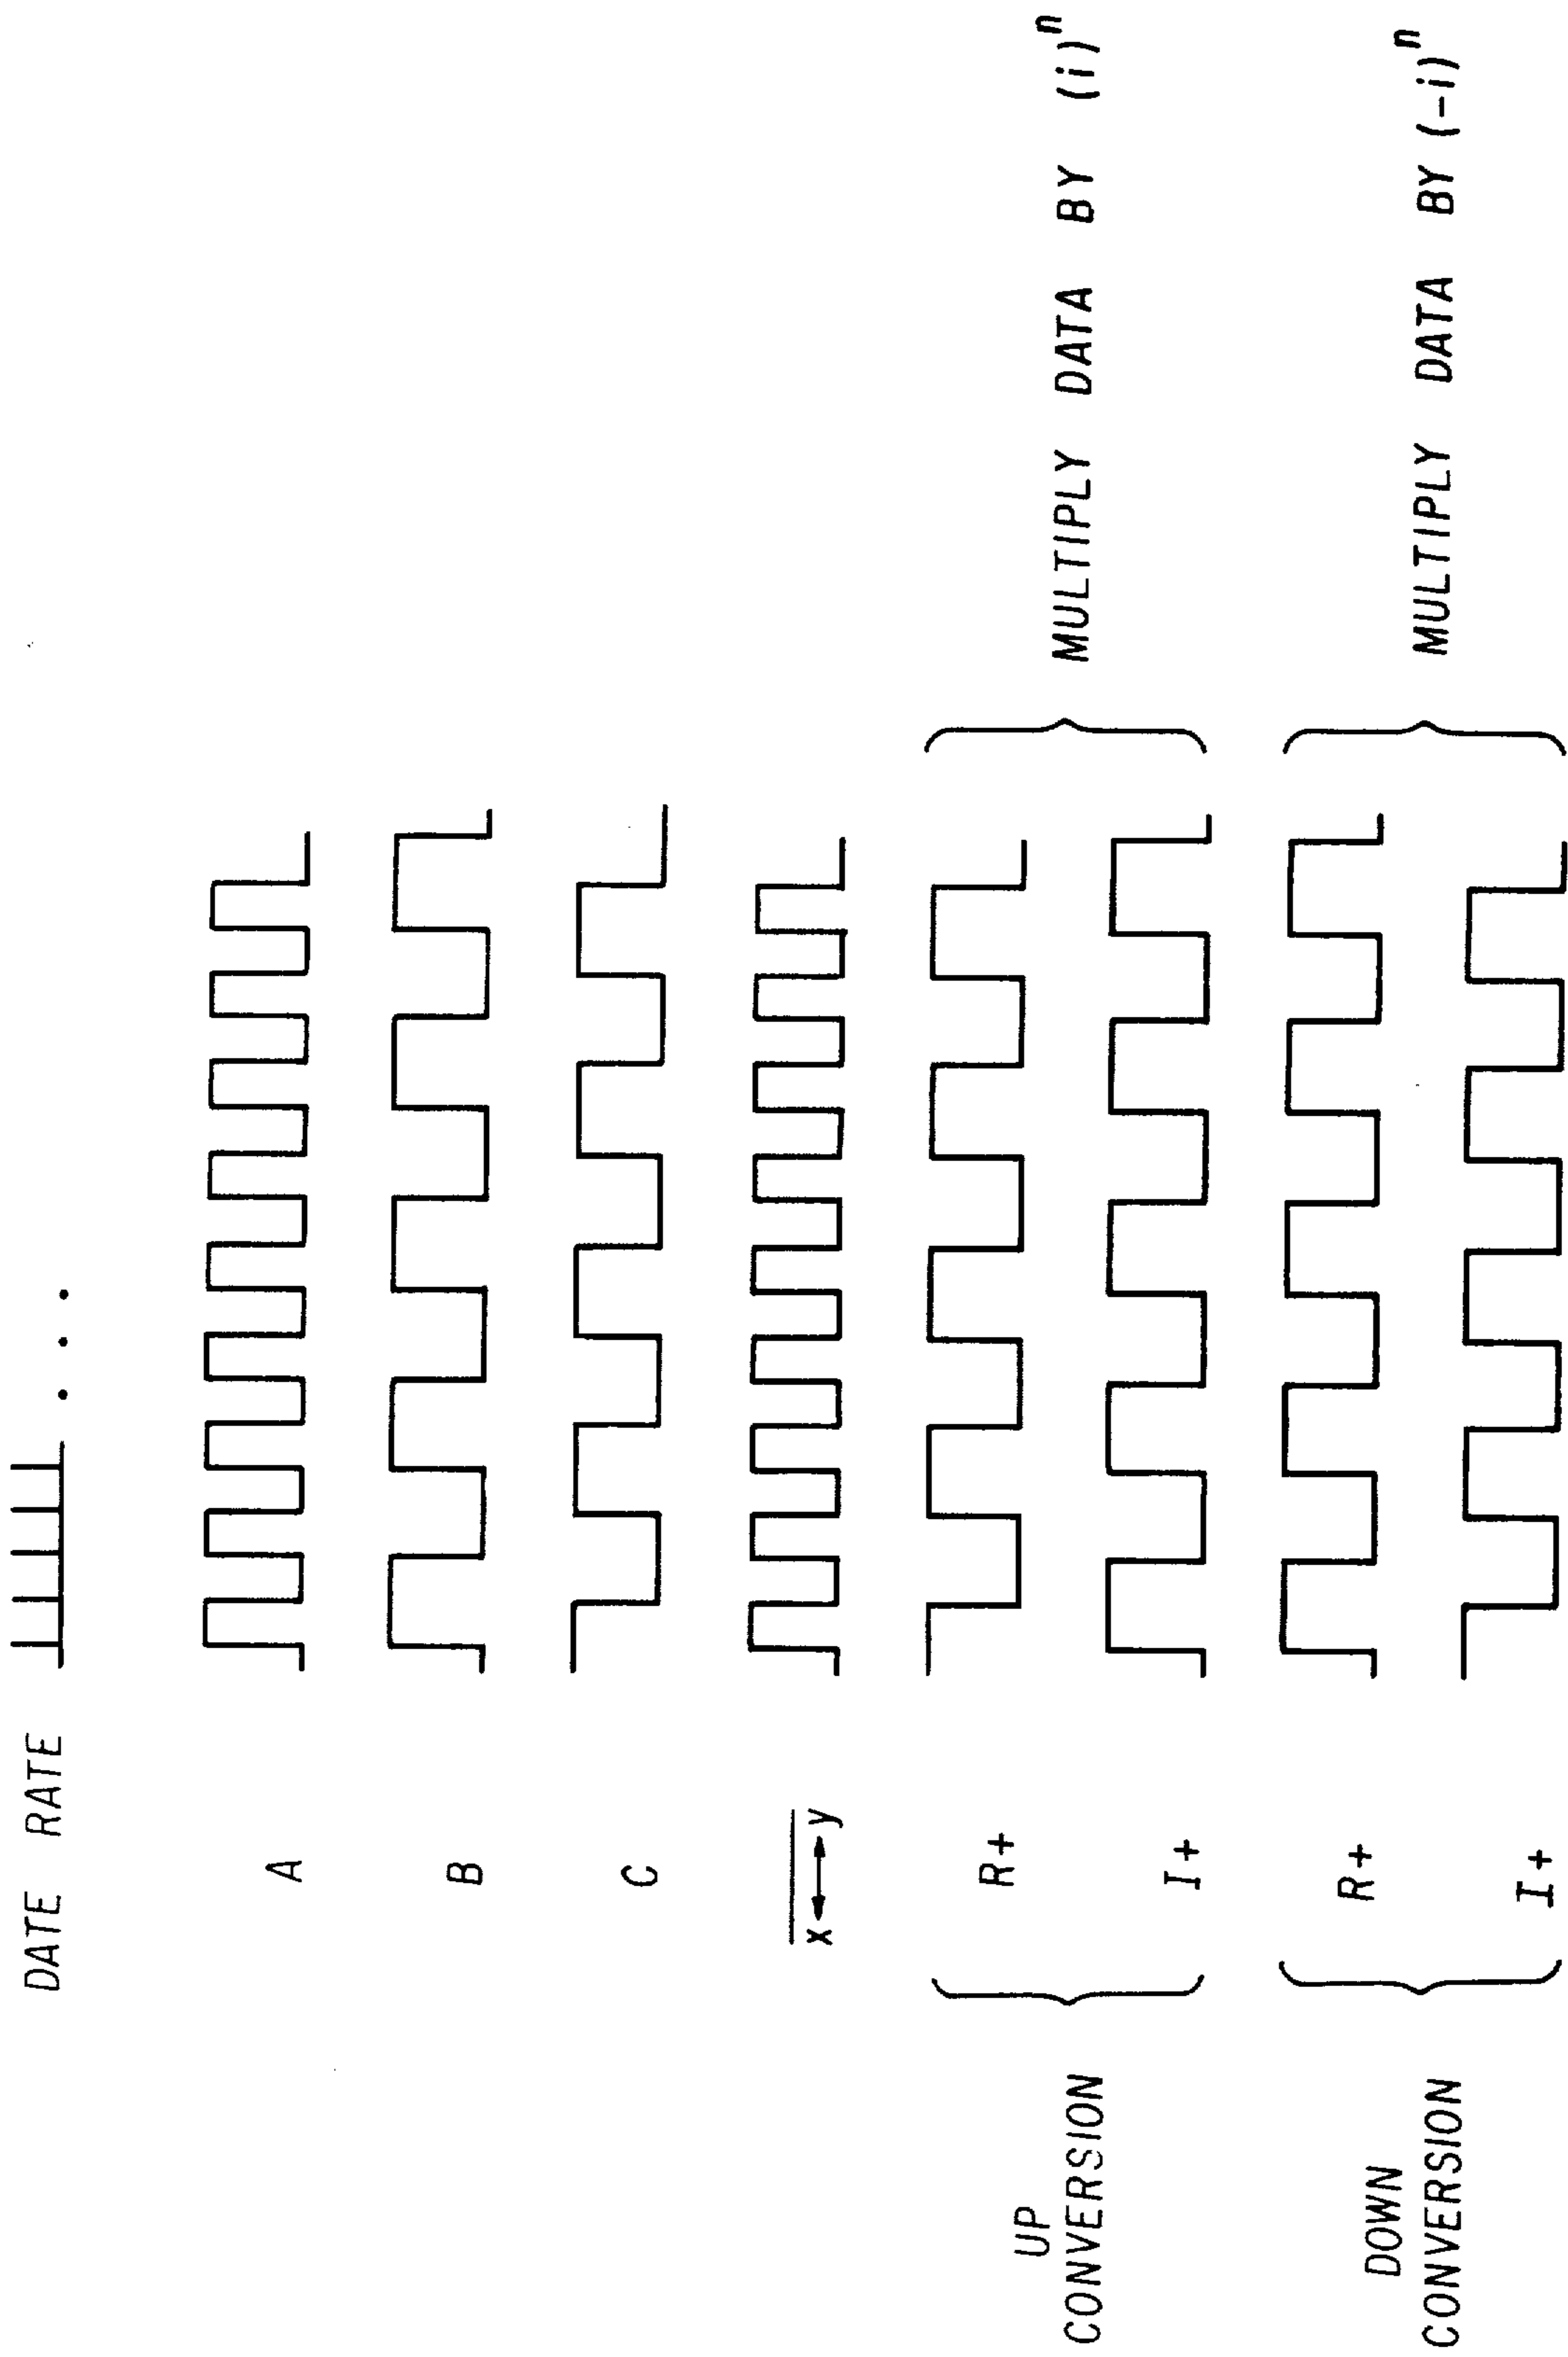 DATE RATE
A
B
C
x↔y
UP
CONVERSION
R+
I+
MULTIPLY DATA BY (i)ⁿ
DOWN
CONVERSION
R+
I+
MULTIPLY DATA BY (-i)ⁿ